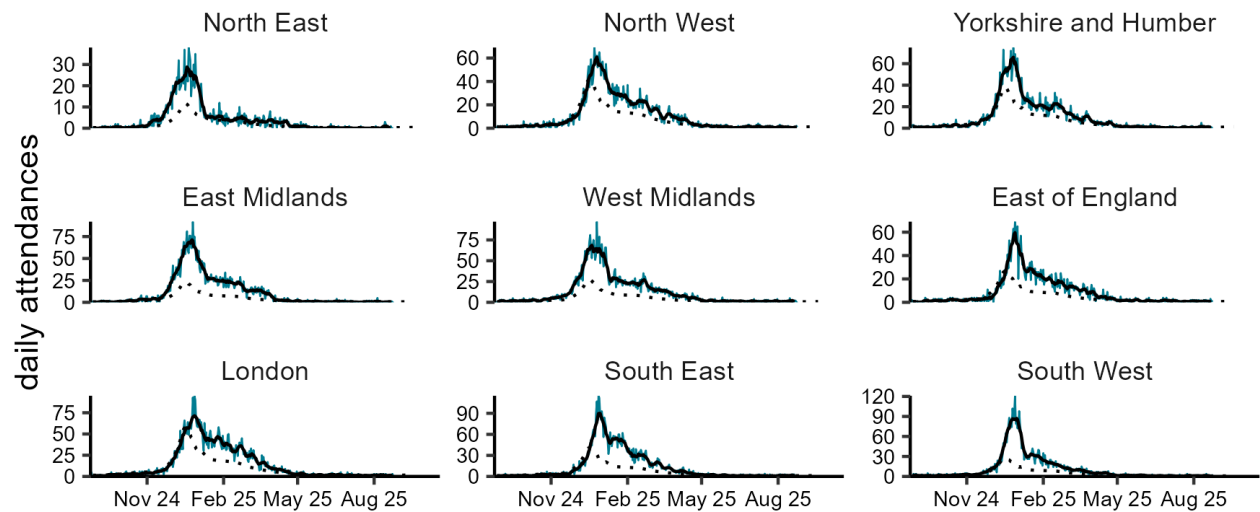 North East
North West
Yorkshire and Humber
30
20
10
0
60
40
20
0
60
40
20
0
daily attendances
East Midlands
West Midlands
East of England
75
50
25
0
75
50
25
0
60
40
20
0
London
South East
South West
75
50
25
0
90
60
30
0
120
90
60
30
0
Nov 24 Feb 25 May 25 Aug 25
Nov 24 Feb 25 May 25 Aug 25
Nov 24 Feb 25 May 25 Aug 25